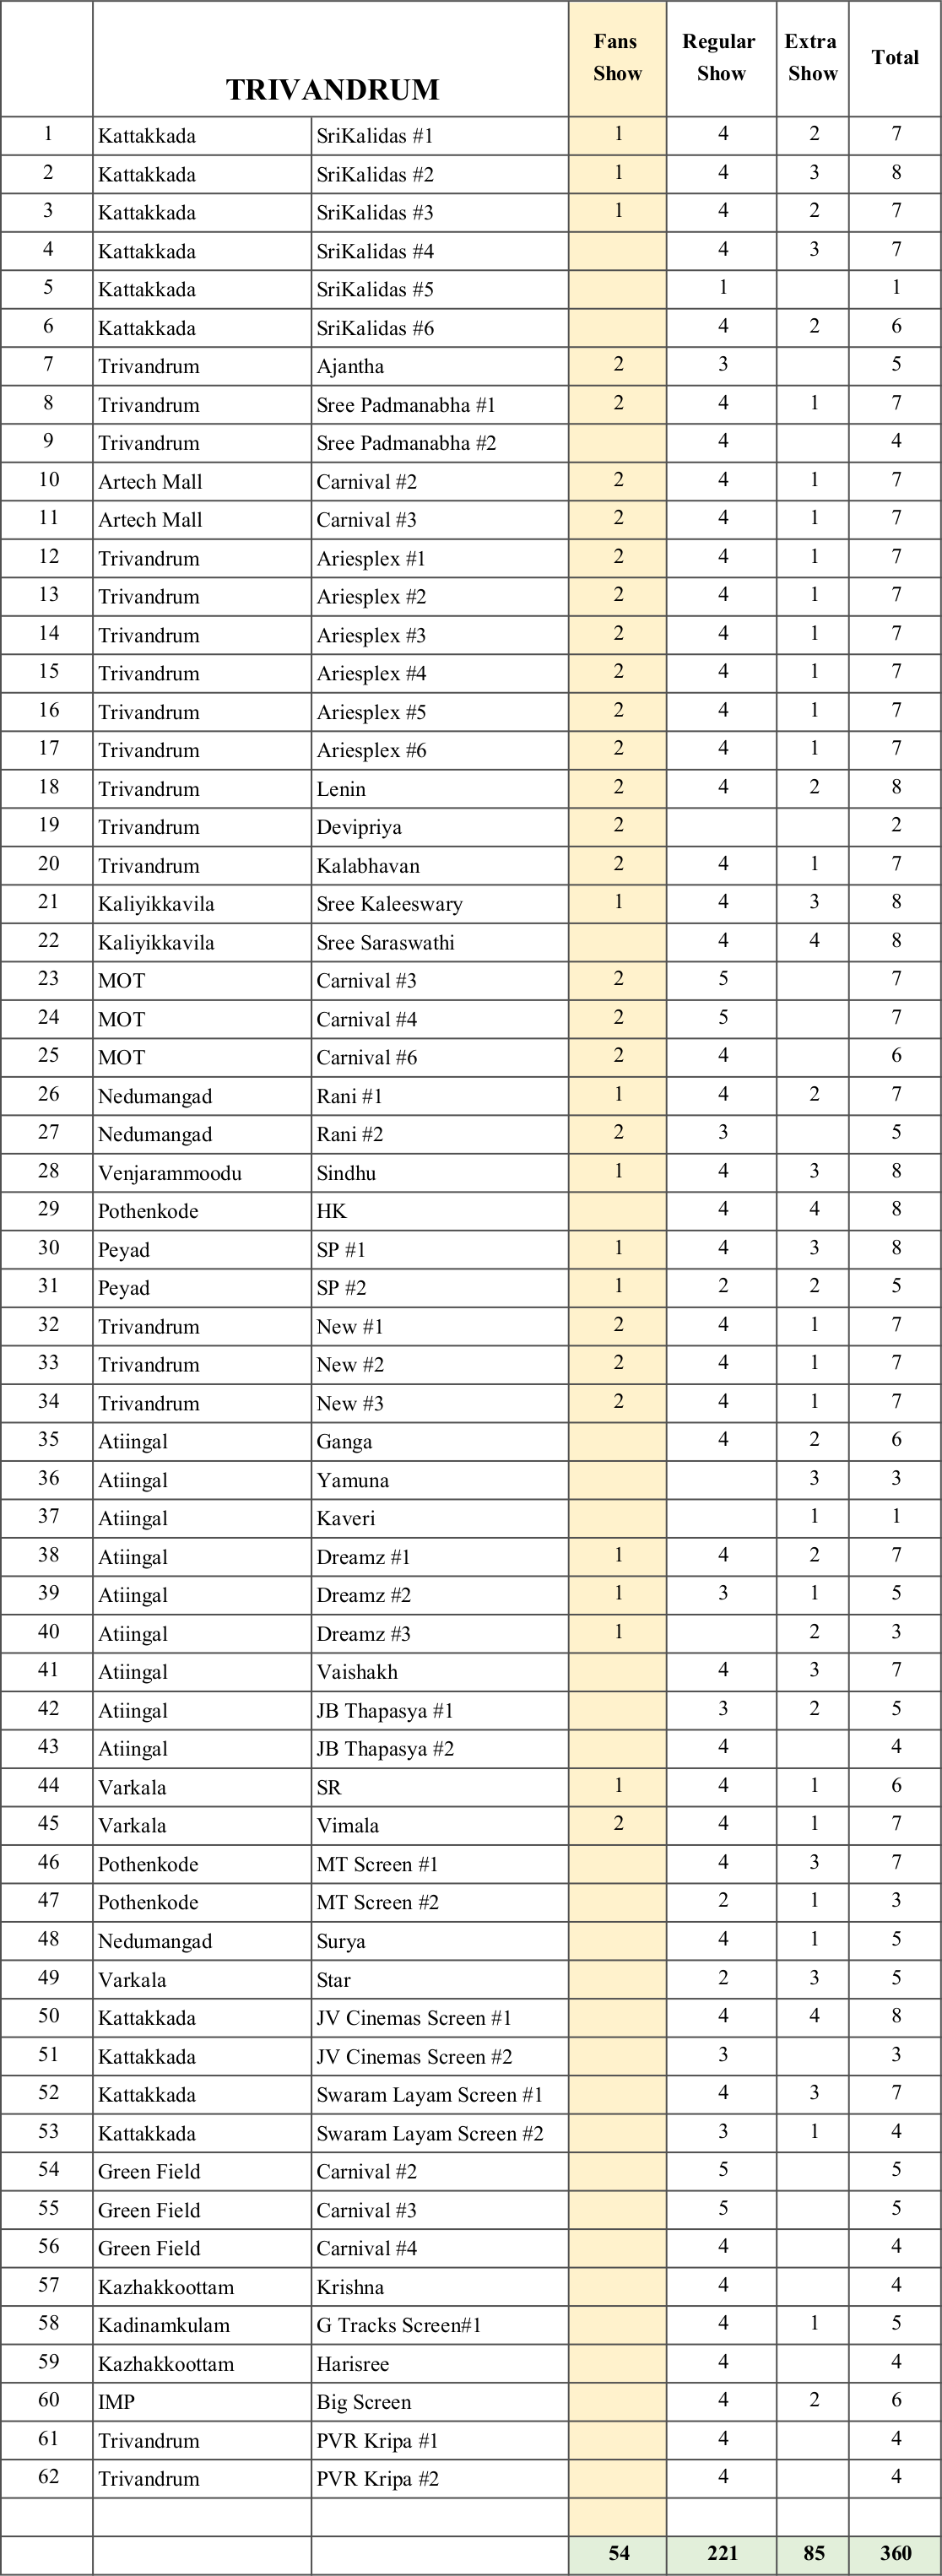 TRIVANDRUM Fans Show Regular Show Extra Show Total
1 Kattakkada SriKalidas #1 1 4 2 7
2 Kattakkada SriKalidas #2 1 4 3 8
3 Kattakkada SriKalidas #3 1 4 2 7
4 Kattakkada SriKalidas #4 4 3 7
5 Kattakkada SriKalidas #5 1 1
6 Kattakkada SriKalidas #6 4 2 6
7 Trivandrum Ajantha 2 3 5
8 Trivandrum Sree Padmanabha #1 2 4 1 7
9 Trivandrum Sree Padmanabha #2 4 4
10 Artech Mall Carnival #2 2 4 1 7
11 Artech Mall Carnival #3 2 4 1 7
12 Trivandrum Ariesplex #1 2 4 1 7
13 Trivandrum Ariesplex #2 2 4 1 7
14 Trivandrum Ariesplex #3 2 4 1 7
15 Trivandrum Ariesplex #4 2 4 1 7
16 Trivandrum Ariesplex #5 2 4 1 7
17 Trivandrum Ariesplex #6 2 4 1 7
18 Trivandrum Lenin 2 4 2 8
19 Trivandrum Devipriya 2 2
20 Trivandrum Kalabhavan 2 4 1 7
21 Kaliyikkavila Sree Kaleeswary 1 4 3 8
22 Kaliyikkavila Sree Saraswathi 4 4 8
23 MOT Carnival #3 2 5 7
24 MOT Carnival #4 2 5 7
25 MOT Carnival #6 2 4 6
26 Nedumangad Rani #1 1 4 2 7
27 Nedumangad Rani #2 2 3 5
28 Venjarammoodu Sindhu 1 4 3 8
29 Pothenkode HK 4 4 8
30 Peyad SP #1 1 4 3 8
31 Peyad SP #2 1 2 2 5
32 Trivandrum New #1 2 4 1 7
33 Trivandrum New #2 2 4 1 7
34 Trivandrum New #3 2 4 1 7
35 Atiingal Ganga 4 2 6
36 Atiingal Yamuna 3 3
37 Atiingal Kaveri 1 1
38 Atiingal Dreamz #1 1 4 2 7
39 Atiingal Dreamz #2 1 3 1 5
40 Atiingal Dreamz #3 1 2 3
41 Atiingal Vaishakh 4 3 7
42 Atiingal JB Thapasya #1 3 2 5
43 Atiingal JB Thapasya #2 4 4
44 Varkala SR 1 4 1 6
45 Varkala Vimala 2 4 1 7
46 Pothenkode MT Screen #1 4 3 7
47 Pothenkode MT Screen #2 2 1 3
48 Nedumangad Surya 4 1 5
49 Varkala Star 2 3 5
50 Kattakkada JV Cinemas Screen #1 4 4 8
51 Kattakkada JV Cinemas Screen #2 3 3
52 Kattakkada Swaram Layam Screen #1 4 3 7
53 Kattakkada Swaram Layam Screen #2 3 1 4
54 Green Field Carnival #2 5 5
55 Green Field Carnival #3 5 5
56 Green Field Carnival #4 4 4
57 Kazhakkoottam Krishna 4 4
58 Kadinamkulam G Tracks Screen#1 4 1 5
59 Kazhakkoottam Harisree 4 4
60 IMP Big Screen 4 2 6
61 Trivandrum PVR Kripa #1 4 4
62 Trivandrum PVR Kripa #2 4 4
54 221 85 360